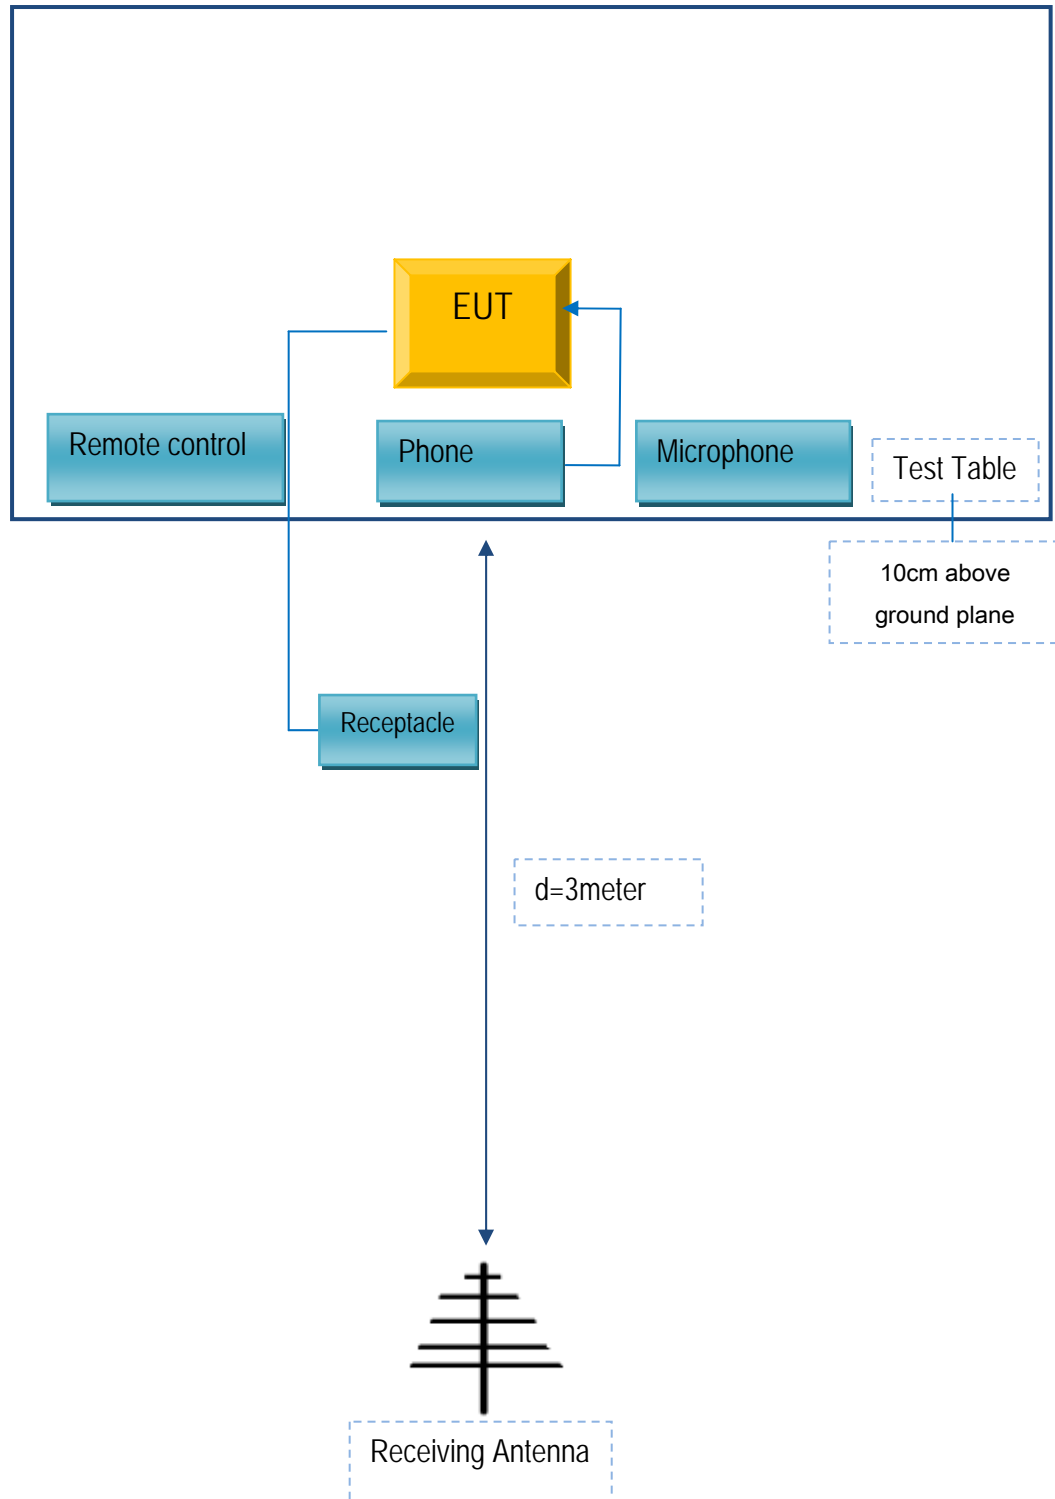 EUT
Remote control
Phone
Microphone
Test Table
10cm above
ground plane
Receptacle
d=3meter
Receiving Antenna